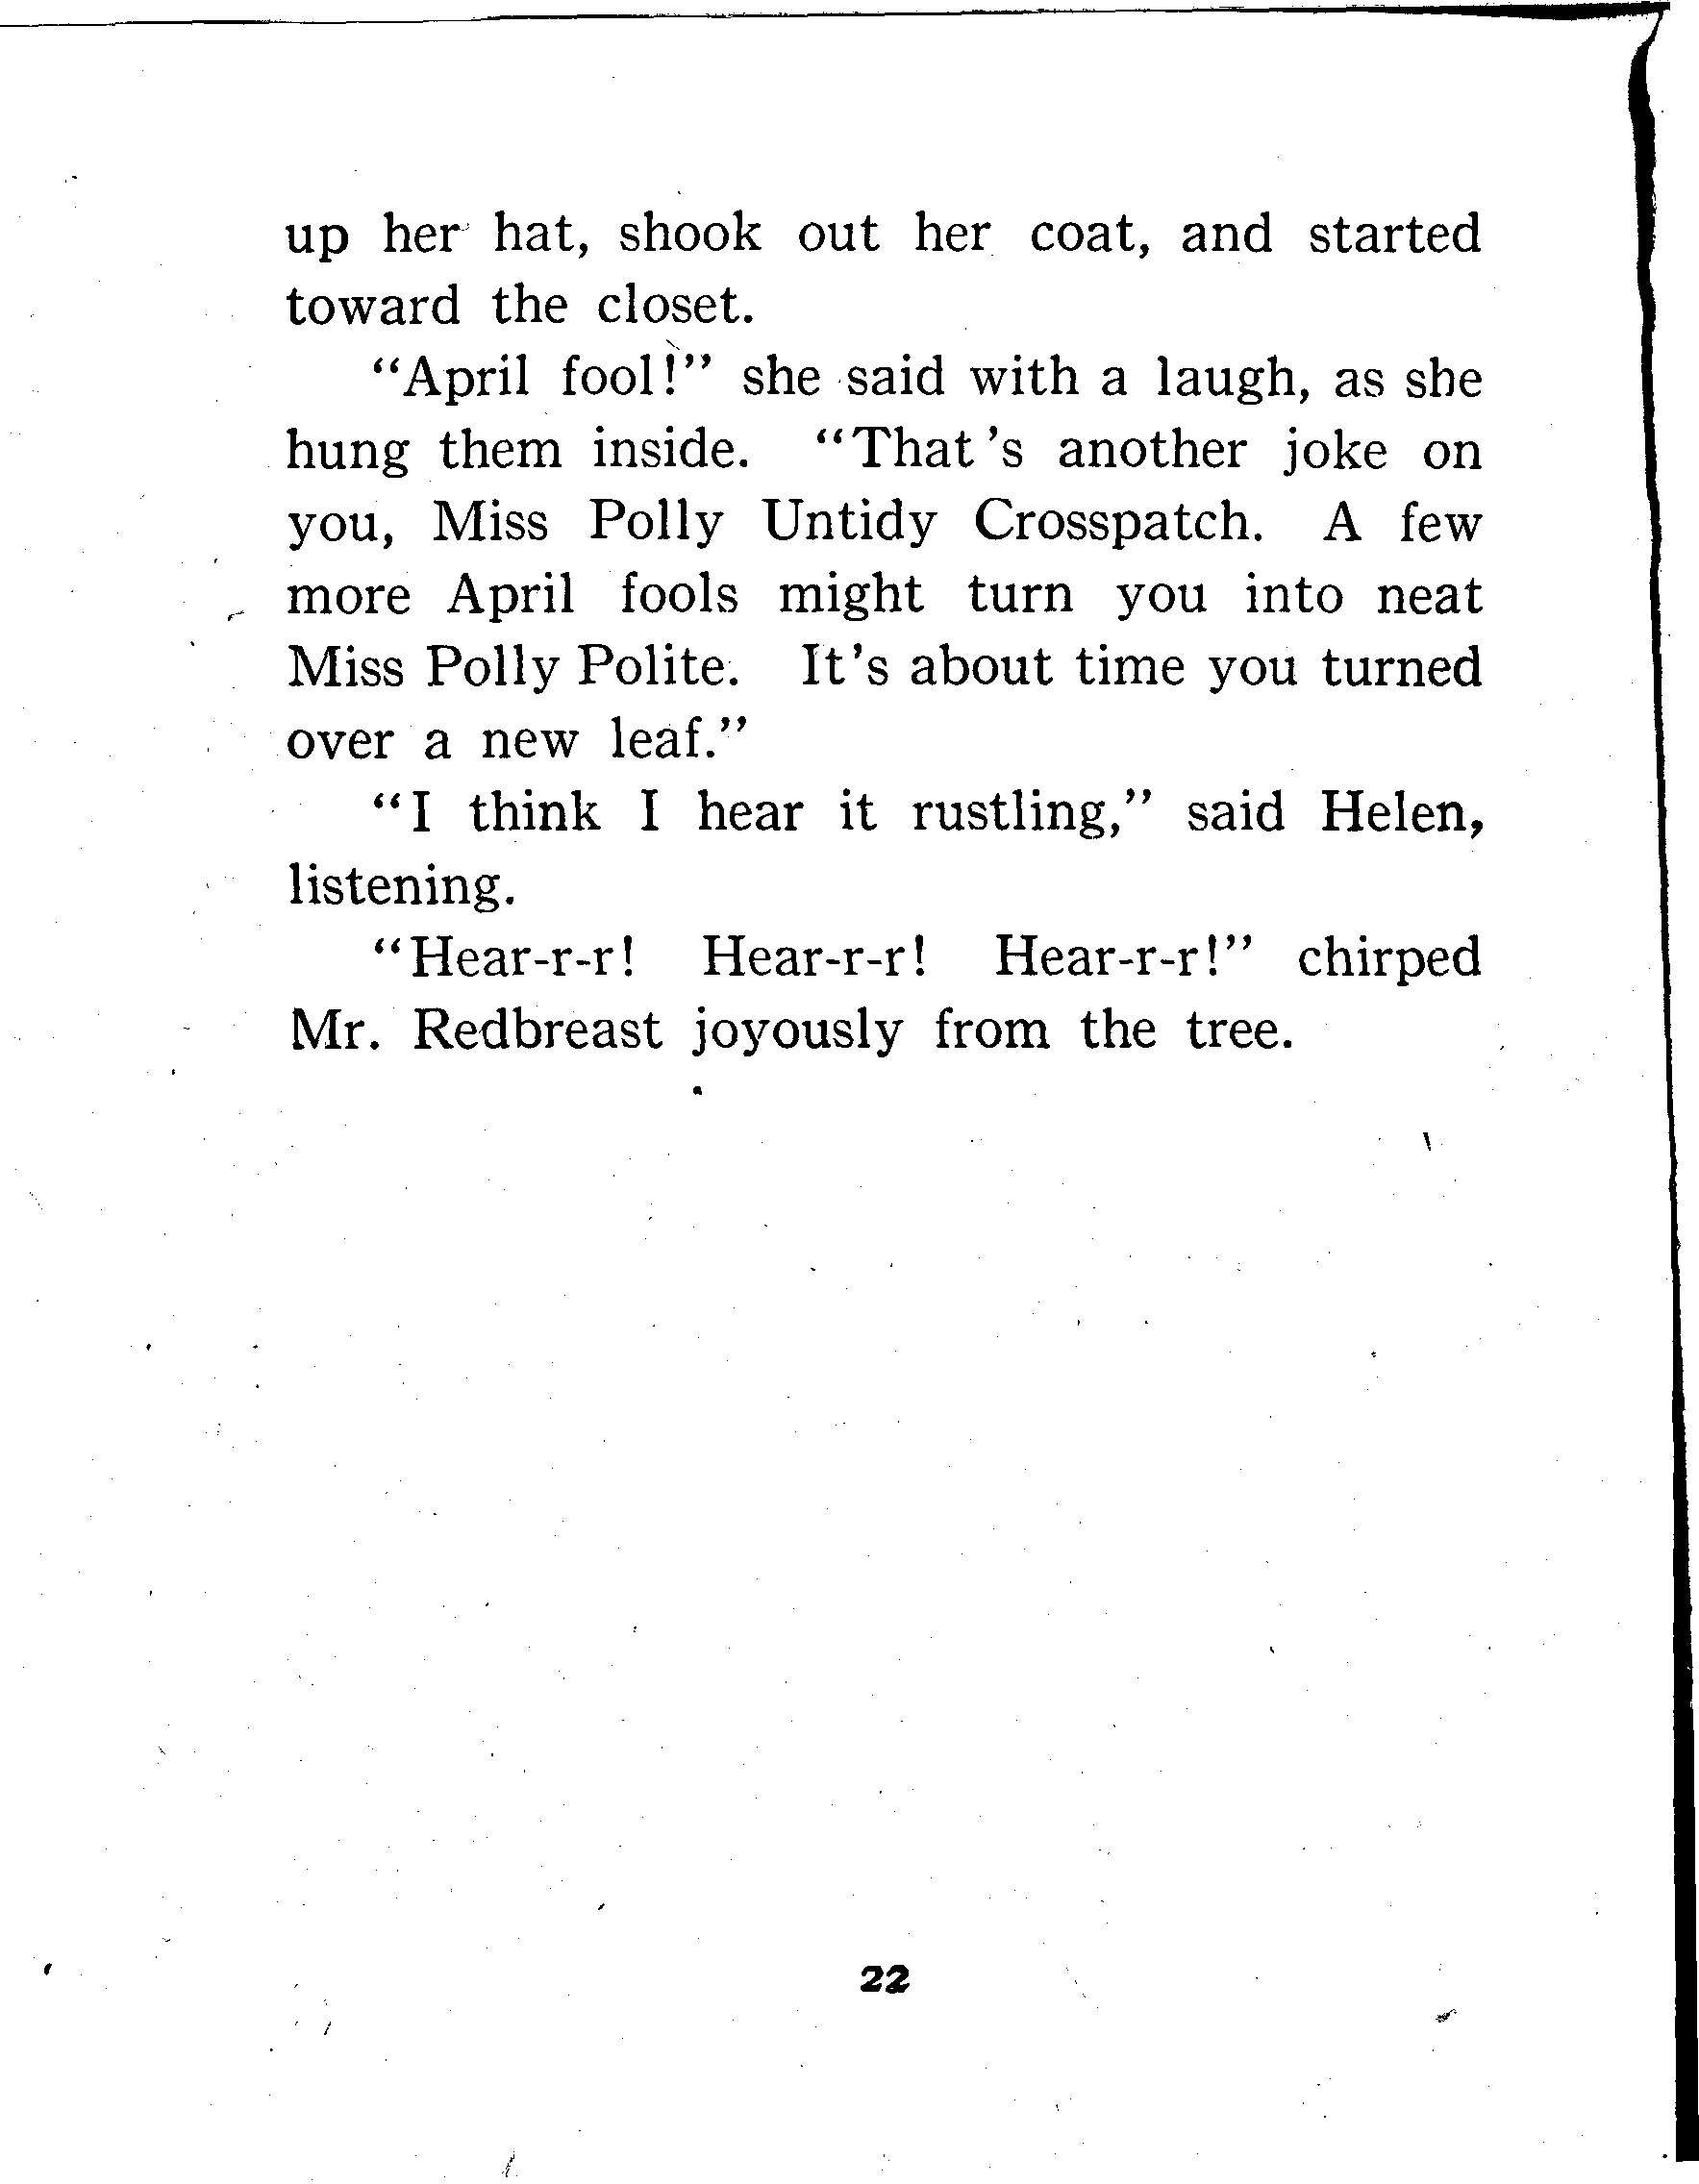 up her hat, shook out her coat, and started
toward the closet.
“April fool!” she said with a laugh, as she
hung them inside. “That's another joke on
you, Miss Polly Untidy Crosspatch. A few
more April fools might turn you into neat
Miss Polly Polite. It's about time you turned
over a new leaf.”
“I think I hear it rustling,” said Helen,
listening.
“Hear-r-r! Hear-r-r! Hear-r-r!” chirped
Mr. Redbreast joyously from the tree.
22